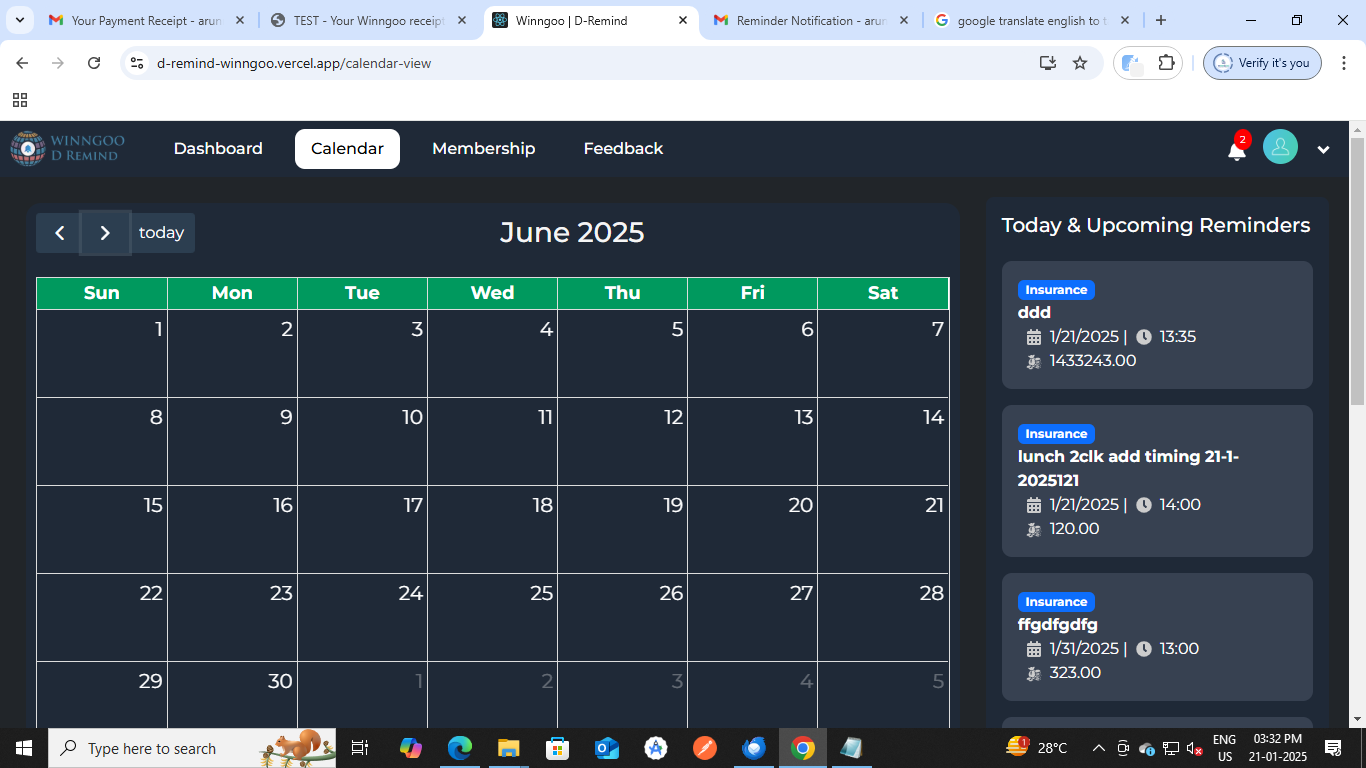 Your Payment Receipt - arun
TEST - Your Winngoo receipt
Winngoo | D-Remind
Reminder Notification - arun
google translate english to t
d-remind-winngoo.vercel.app/calendar-view
Verify it's you
WINNGOO
D REMIND
Dashboard
Calendar
Membership
Feedback
2
today
June 2025
Sun Mon Tue Wed Thu Fri Sat
1 2 3 4 5 6 7
8 9 10 11 12 13 14
15 16 17 18 19 20 21
22 23 24 25 26 27 28
29 30 1 2 3 4 5
Today & Upcoming Reminders
Insurance
ddd
1/21/2025 | 13:35
1433243.00
Insurance
lunch 2clk add timing 21-1-
2025121
1/21/2025 | 14:00
120.00
Insurance
ffgdfgdfg
1/31/2025 | 13:00
323.00
Type here to search
1
28°C
ENG
US
03:32 PM
21-01-2025